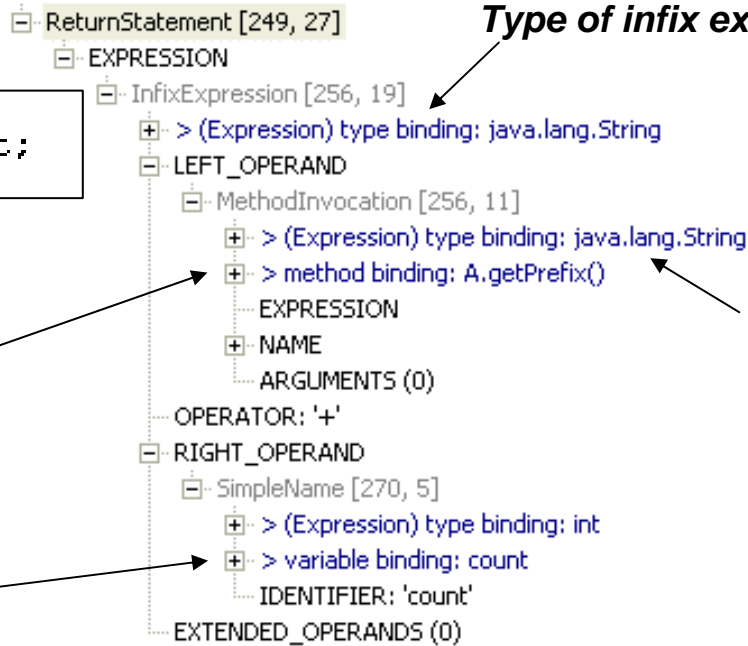 ReturnStatement [249, 27]
Type of infix ex
EXPRESSION
InfixExpression [256, 19]
> (Expression) type binding: java.lang.String
t;
LEFT_OPERAND
MethodInvocation [256, 11]
> (Expression) type binding: java.lang.String
> method binding: A.getPrefix()
EXPRESSION
NAME
ARGUMENTS (0)
OPERATOR: '+'
RIGHT_OPERAND
SimpleName [270, 5]
> (Expression) type binding: int
> variable binding: count
IDENTIFIER: 'count'
EXTENDED_OPERANDS (0)